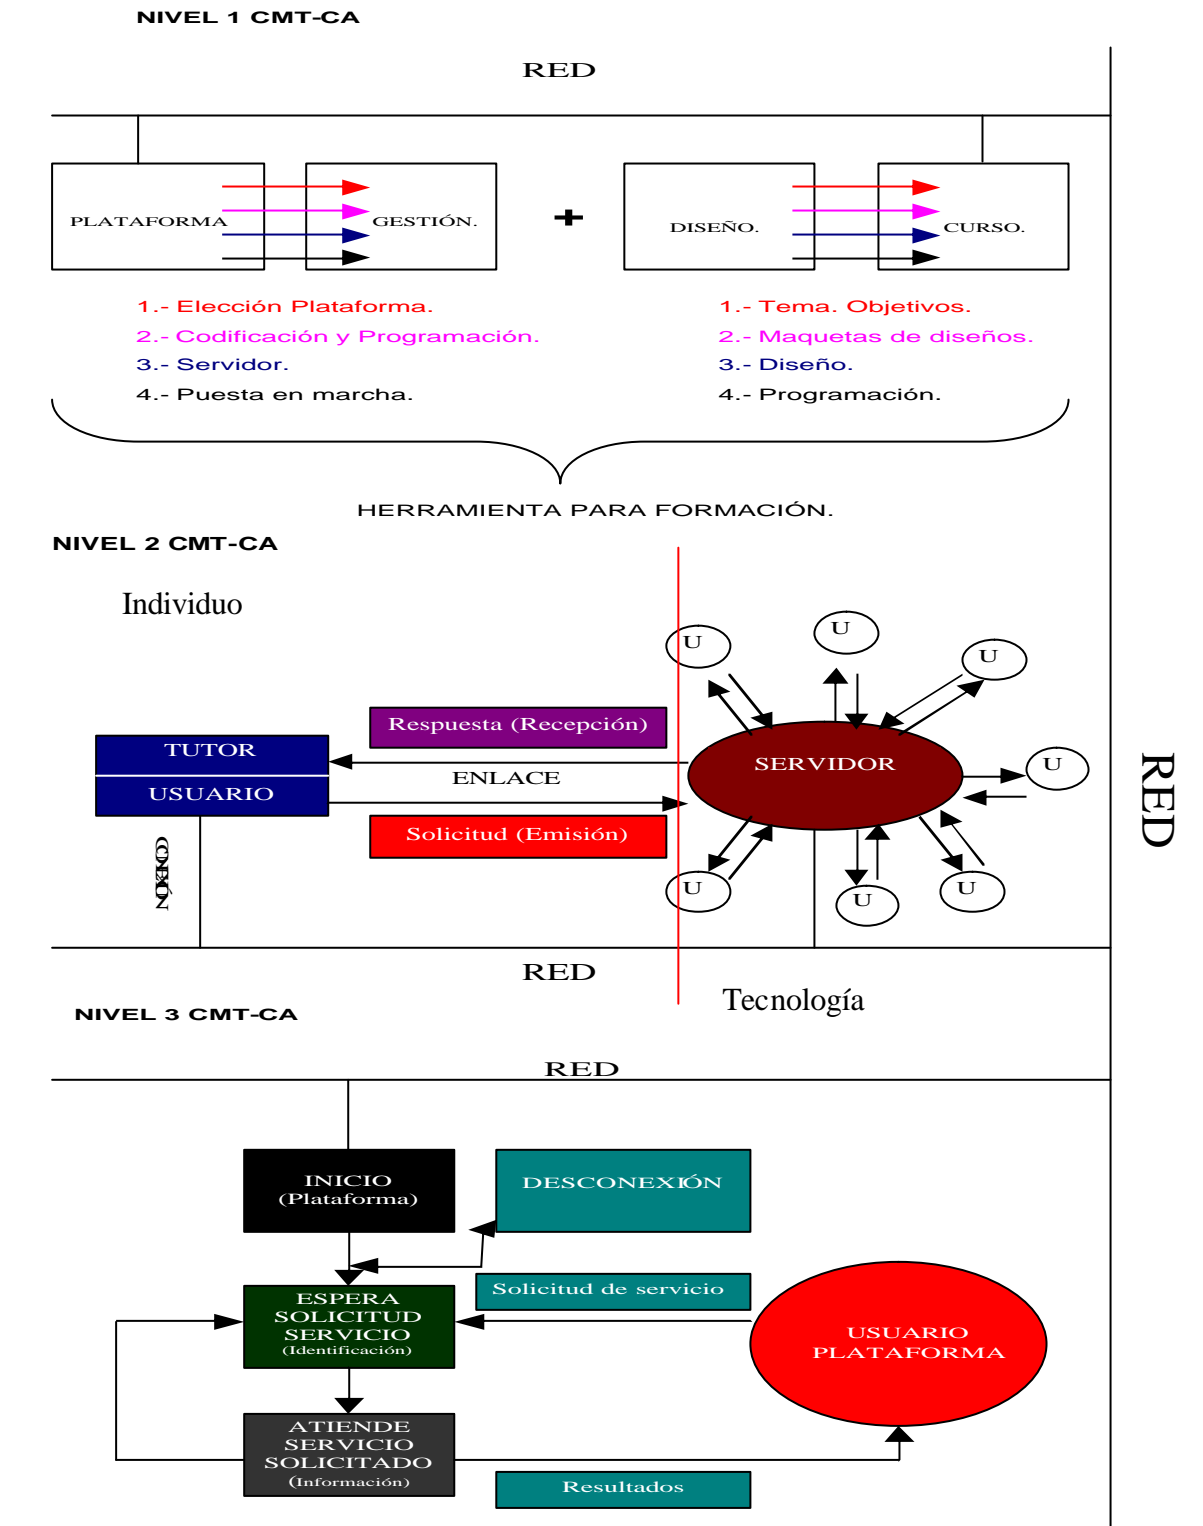 NIVEL 1 CMT-CA
RED
PLATAFORMA
GESTIÓN.
+
DISEÑO.
CURSO.
1.- Elección Plataforma.
2.- Codificación y Programación.
3.- Servidor.
4.- Puesta en marcha.
1.- Tema. Objetivos.
2.- Maquetas de diseños.
3.- Diseño.
4.- Programación.
HERRAMIENTA PARA FORMACIÓN.
NIVEL 2 CMT-CA
Individuo
U
U
U
Respuesta (Recepción)
TUTOR
USUARIO
ENLACE
SERVIDOR
U
RED
Solicitud (Emisión)
CONEXIÓN
U
U
U
RED
Tecnología
NIVEL 3 CMT-CA
RED
INICIO
(Plataforma)
DESCONEXIÓN
Solicitud de servicio
ESPERA
SOLICITUD
SERVICIO
(Identificación)
USUARIO
PLATAFORMA
ATIENDE
SERVICIO
SOLICITADO
(Información)
Resultados